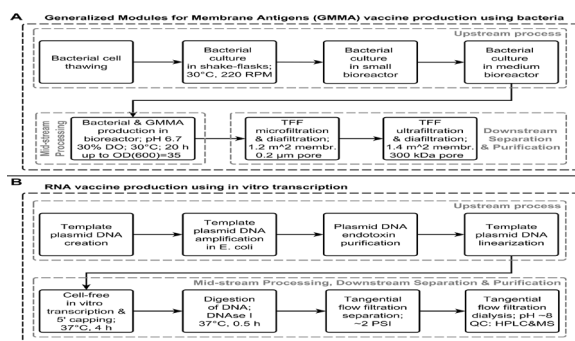 A Generalized Modules for Membrane Antigens (GMMA) vaccine production using bacteria
Upstream process
Bacterial cell
thawing
Bacterial
culture
in shake-flasks;
30°C, 220 RPM
Bacterial
culture
in small
bioreactor
Bacterial
culture
in medium
bioreactor
Mid-stream
Processing
Bacterial & GMMA
production in
bioreactor; pH 6.7
30% DO; 30°C; 20 h
up to OD(600)=35
TFF
microfiltration
& diafiltration;
1.2 m^2 membr.
0.2 μm pore
TFF
ultrafiltration
& diafiltration;
1.4 m^2 membr.
300 kDa pore
Downstream
Separation
& Purification
B RNA vaccine production using in vitro transcription
Upstream process
Template
plasmid DNA
creation
Template
plasmid DNA
amplification
in E. coli
Plasmid DNA
endotoxin
purification
Template
plasmid DNA
linearization
Mid-stream Processing, Downstream Separation & Purification
Cell-free
in vitro
transcription &
5' capping;
37°C, 4 h
Digestion
of DNA;
DNAse I
37°C, 0.5 h
Tangential
flow filtration
separation;
~2 PSI
Tangential
flow filtration
dialysis; pH ~8
QC: HPLC&MS